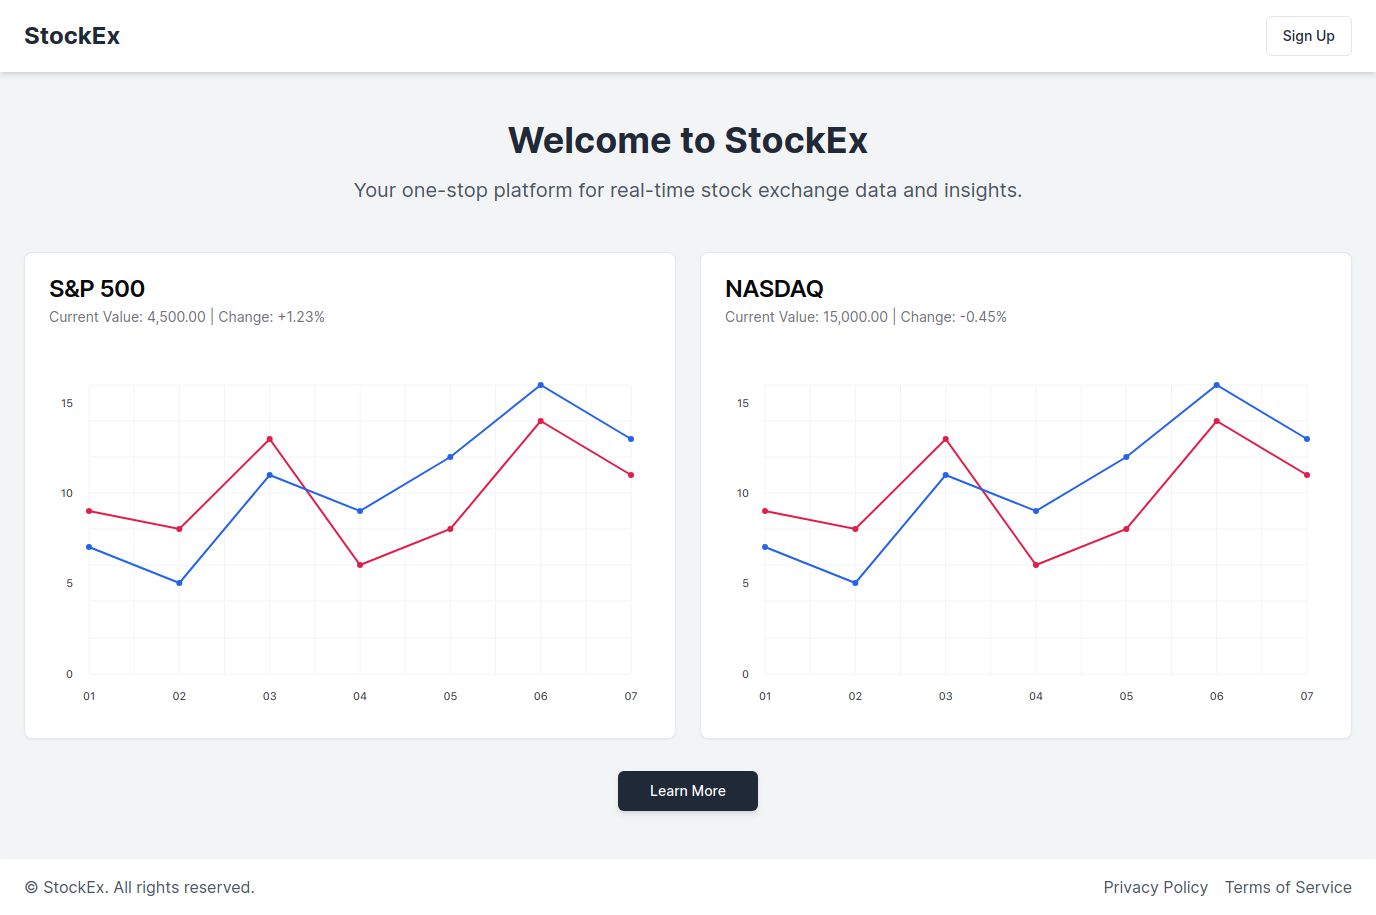 StockEx
Sign Up
Welcome to StockEx
Your one-stop platform for real-time stock exchange data and insights.
S&P 500
Current Value: 4,500.00 | Change: +1.23%
15
10
5
0
01 02 03 04 05 06 07
NASDAQ
Current Value: 15,000.00 | Change: -0.45%
15
10
5
0
01 02 03 04 05 06 07
Learn More
© StockEx. All rights reserved.
Privacy Policy Terms of Service